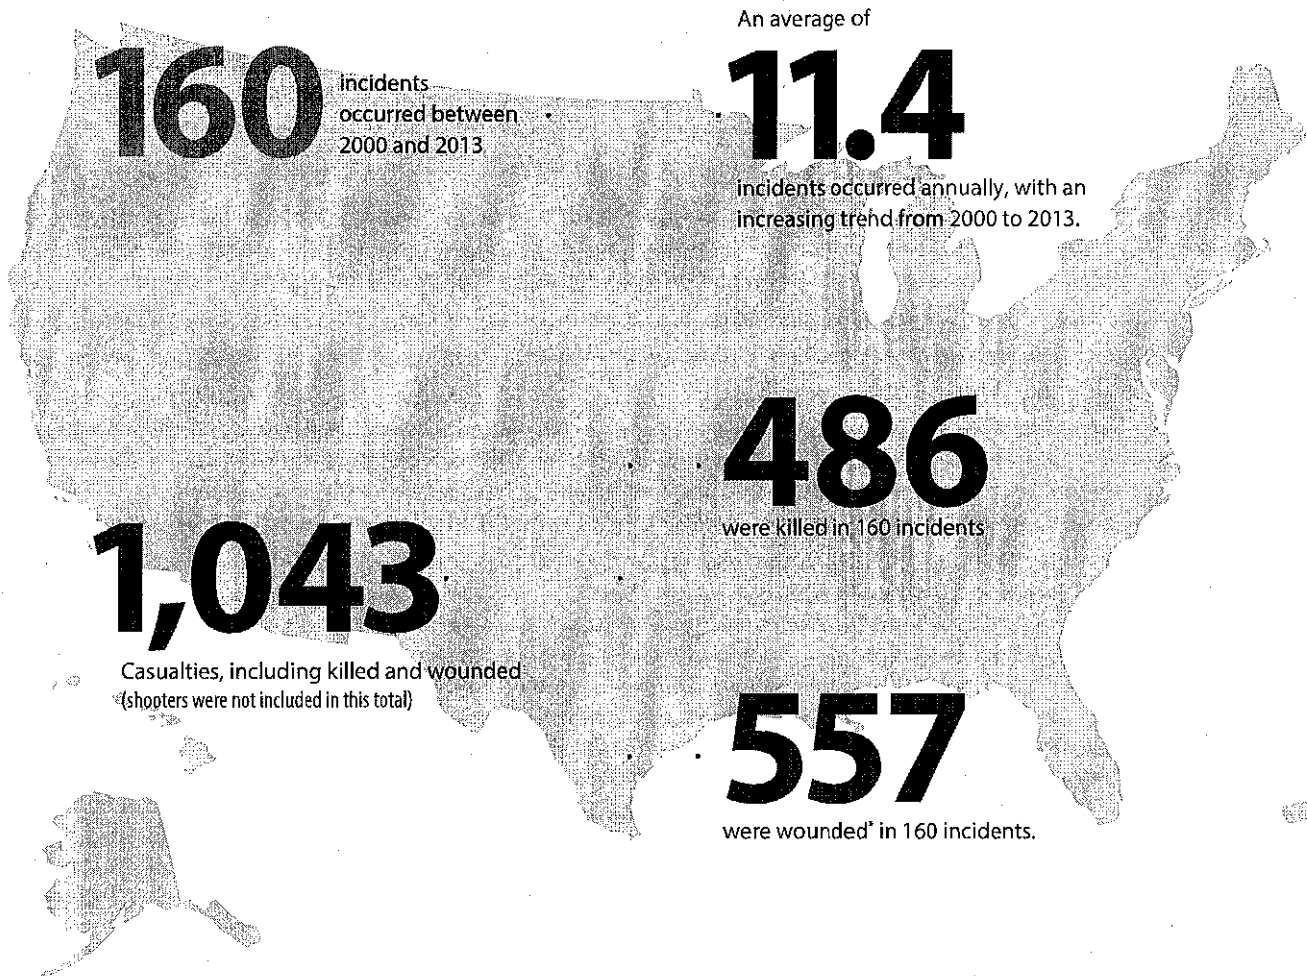 160
incidents
occurred between
2000 and 2013
An average of
11.4
incidents occurred annually, with an
increasing trend from 2000 to 2013.
486
were killed in 160 incidents
1,043
Casualties, including killed and wounded
(shooters were not included in this total)
557
were wounded* in 160 incidents.